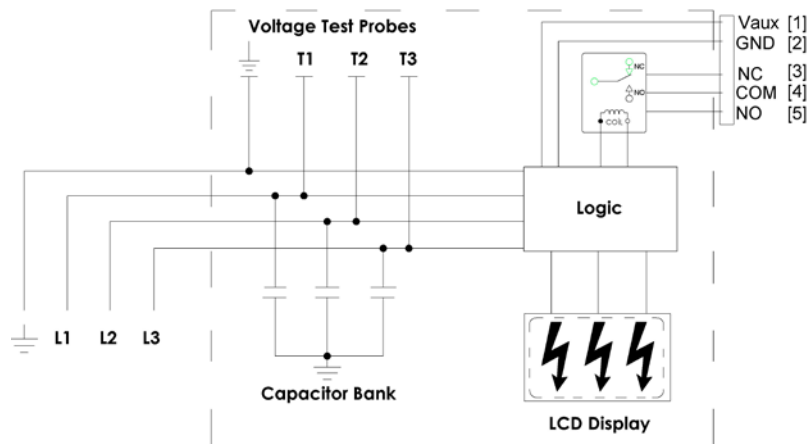 Voltage Test Probes
T1 T2 T3
Vaux [1]
GND [2]
NC [3]
COM [4]
NO [5]
NC
NO
COIL
Logic
L1 L2 L3
Capacitor Bank
LCD Display